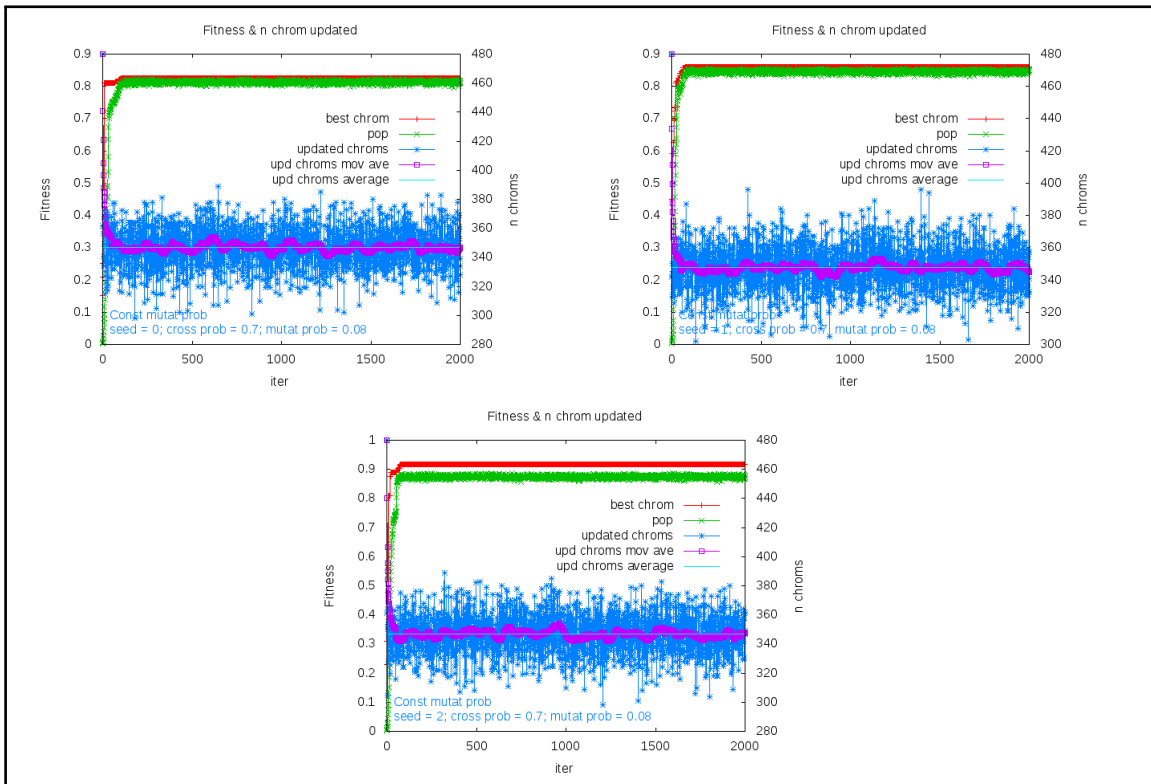 Fitness & n chrom updated
0.9
0.8
0.7
0.6
0.5
0.4
0.3
0.2
0.1
0
Fitness
480
460
440
420
400
380
360
340
320
300
280
n chroms
best chrom
pop
updated chroms
upd chroms mov ave
upd chroms average
Const mutat prob
seed = 0; cross prob = 0.7; mutat prob = 0.08
0 500 1000 1500 2000
iter
Fitness & n chrom updated
0.9
0.8
0.7
0.6
0.5
0.4
0.3
0.2
0.1
0
Fitness
480
460
440
420
400
380
360
340
320
300
n chroms
best chrom
pop
updated chroms
upd chroms mov ave
upd chroms average
Const mutat prob
seed = 1; cross prob = 0.7, mutat prob = 0.08
0 500 1000 1500 2000
iter
Fitness & n chrom updated
1
0.9
0.8
0.7
0.6
0.5
0.4
0.3
0.2
0.1
0
Fitness
480
460
440
420
400
380
360
340
320
300
280
n chroms
best chrom
pop
updated chroms
upd chroms mov ave
upd chroms average
Const mutat prob
seed = 2; cross prob = 0.7; mutat prob = 0.08
0 500 1000 1500 2000
iter